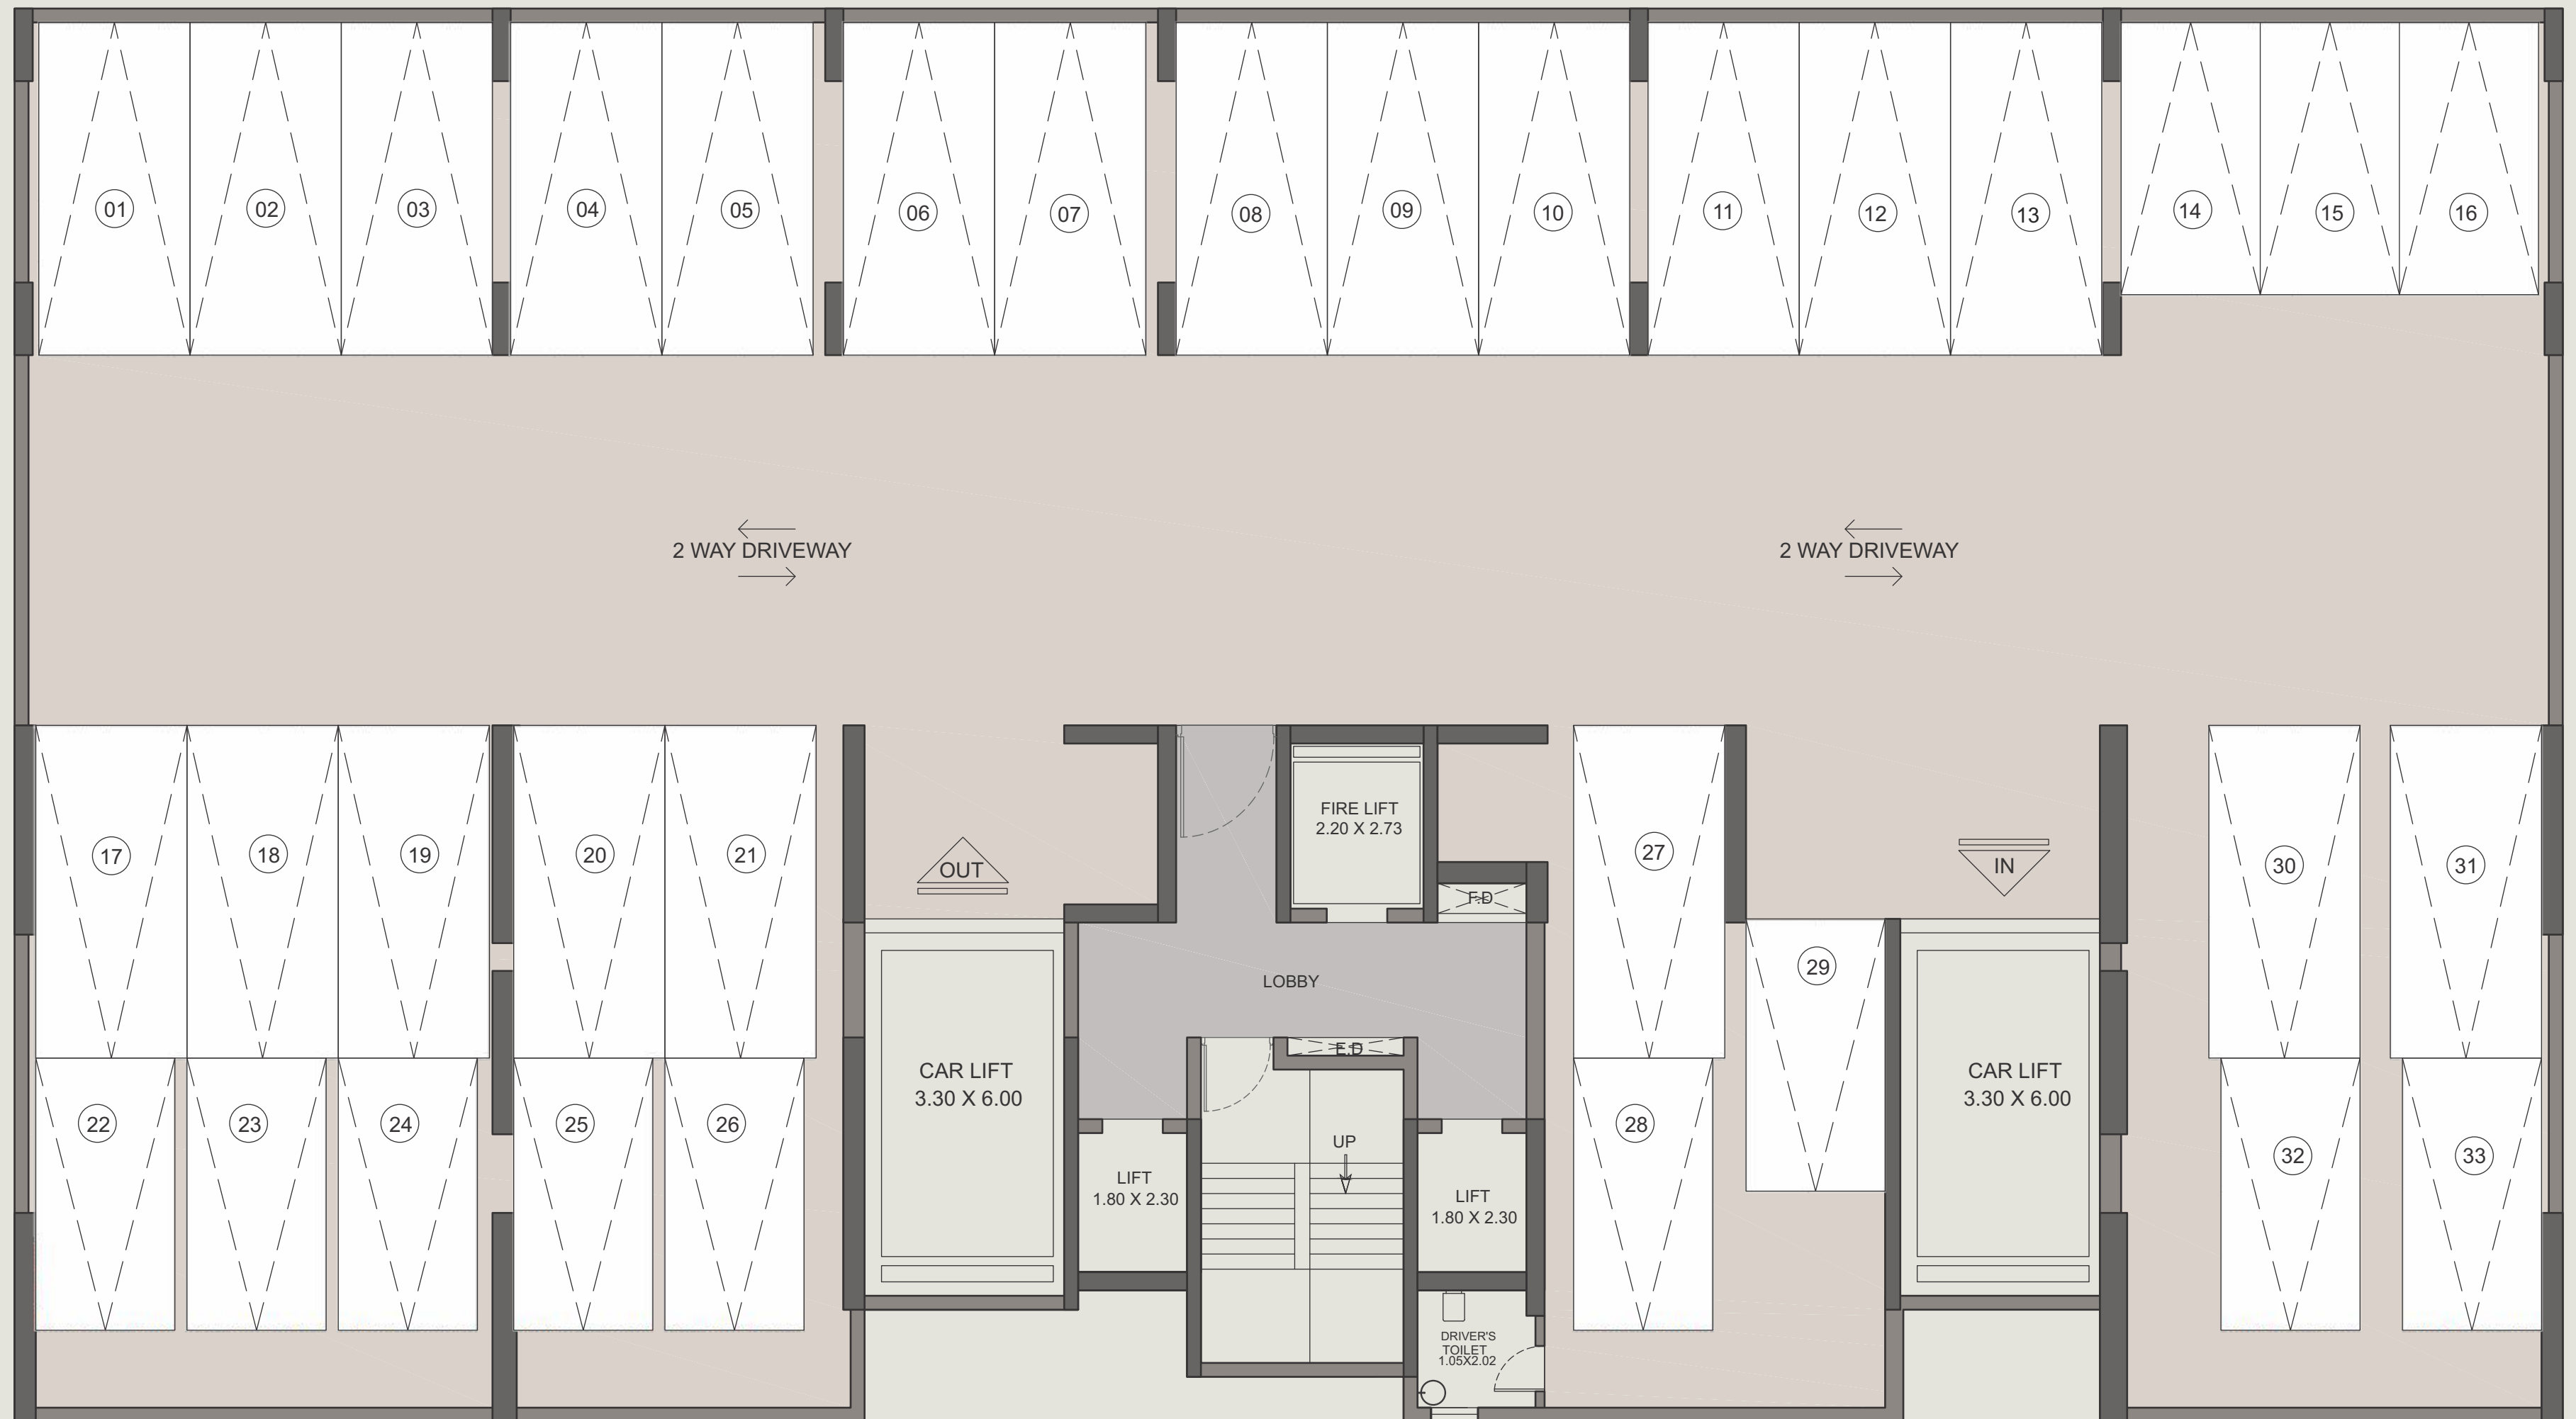 01
02
03
04
05
06
07
08
09
10
11
12
13
14
15
16
2 WAY DRIVEWAY
2 WAY DRIVEWAY
17
18
19
20
21
OUT
FIRE LIFT
2.20 X 2.73
F.D
27
IN
30
31
LOBBY
29
E.D
CAR LIFT
3.30 X 6.00
CAR LIFT
3.30 X 6.00
22
23
24
25
26
UP
28
32
33
LIFT
1.80 X 2.30
LIFT
1.80 X 2.30
DRIVER'S
TOILET
1.05X2.02